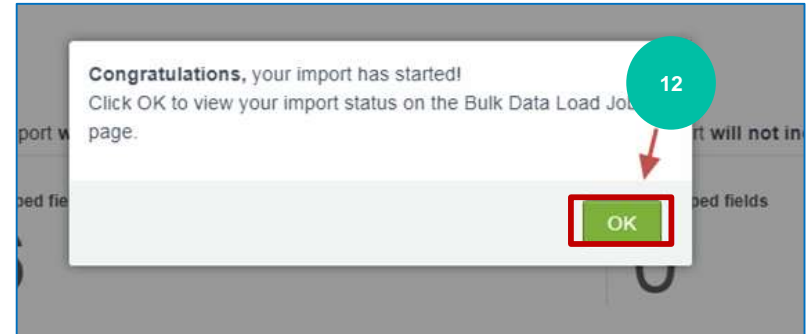 Congratulations, your import has started!
12
Click OK to view your import status on the Bulk Data Load Jo
page.
port w
rt will not in
ped fie
ped fields
OK